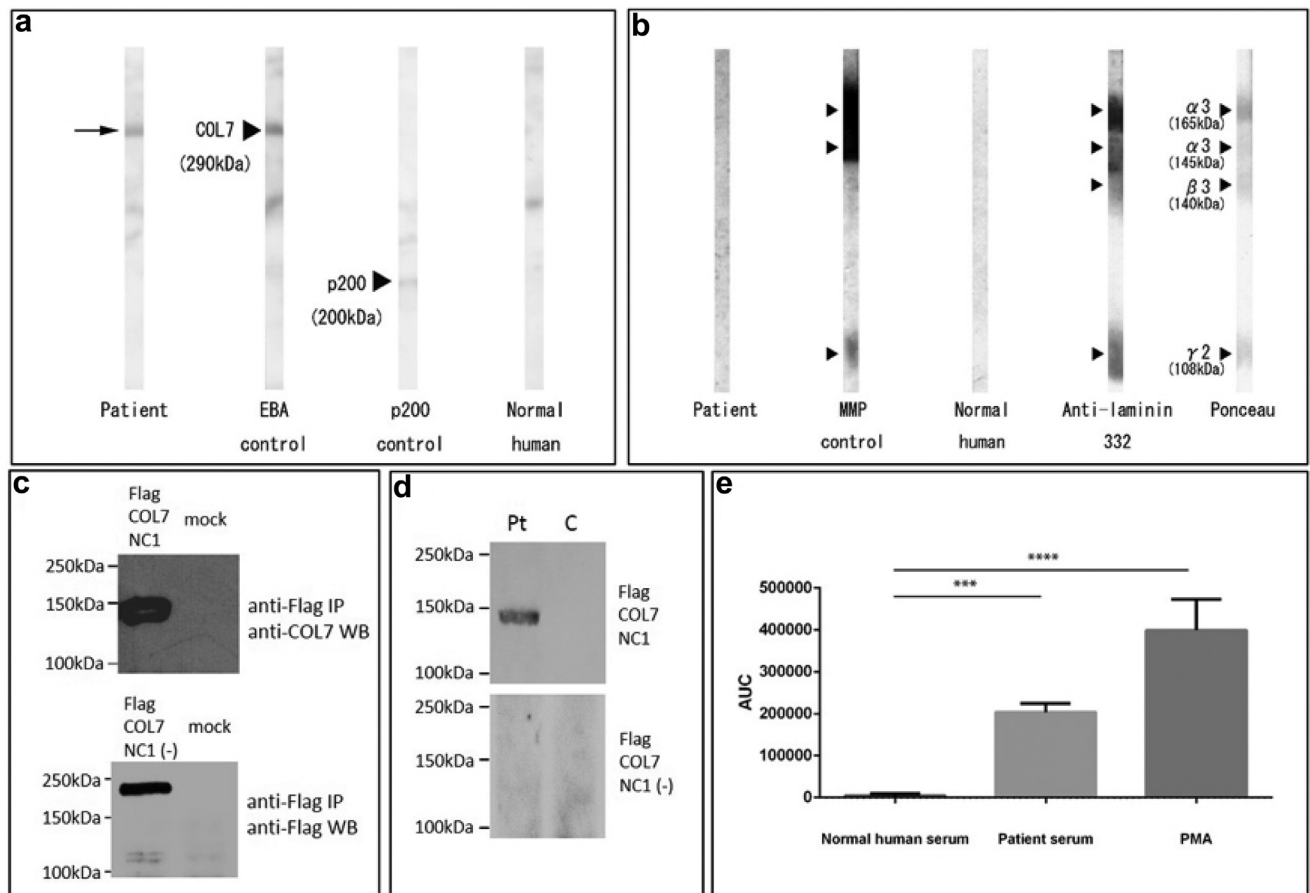 a
COL7
(290kDa)
p200
(200kDa)
Patient
EBA
control
p200
control
Normal
human
b
α3
(165kDa)
α3
(145kDa)
β3
(140kDa)
γ2
(108kDa)
Patient
MMP
control
Normal
human
Anti-laminin
332
Ponceau
c
Flag
COL7
NC1
mock
250kDa
150kDa
100kDa
anti-Flag IP
anti-COL7 WB
Flag
COL7
NC1 (-)
mock
250kDa
150kDa
100kDa
anti-Flag IP
anti-Flag WB
d
Pt C
250kDa
150kDa
100kDa
Flag
COL7
NC1
250kDa
150kDa
100kDa
Flag
COL7
NC1 (-)
e
****
***
AUC
500000
400000
300000
200000
100000
0
Normal human serum
Patient serum
PMA